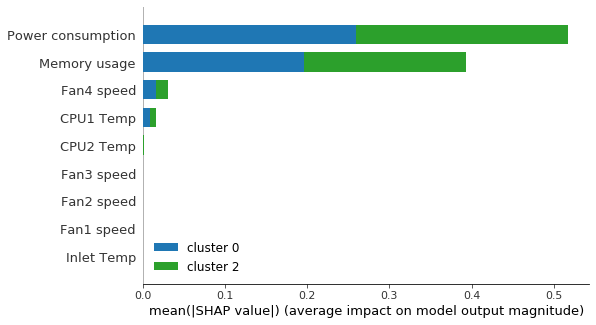 Power consumption
Memory usage
Fan4 speed
CPU1 Temp
CPU2 Temp
Fan3 speed
Fan2 speed
Fan1 speed
Inlet Temp
cluster 0
cluster 2
0.0 0.1 0.2 0.3 0.4 0.5
mean(|SHAP value|) (average impact on model output magnitude)